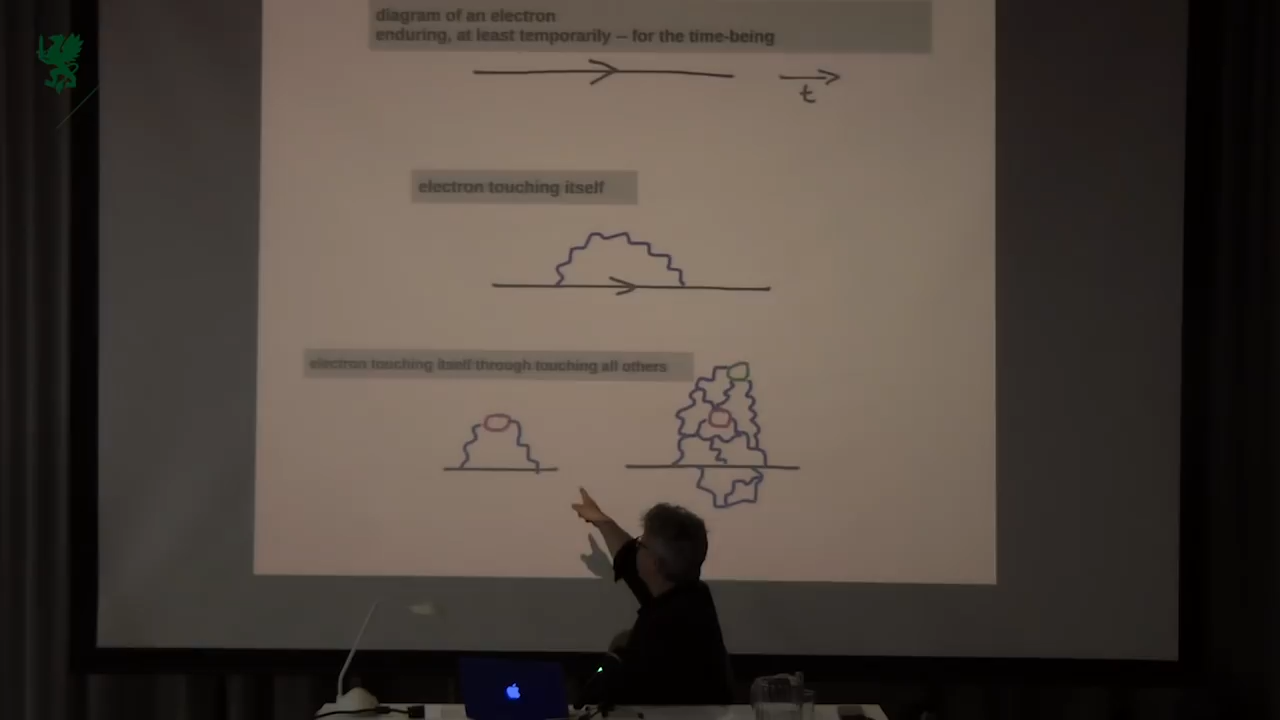 diagram of an electron
enduring, at least temporarily – for the time-being
t
electron touching itself
electron touching itself through touching all others